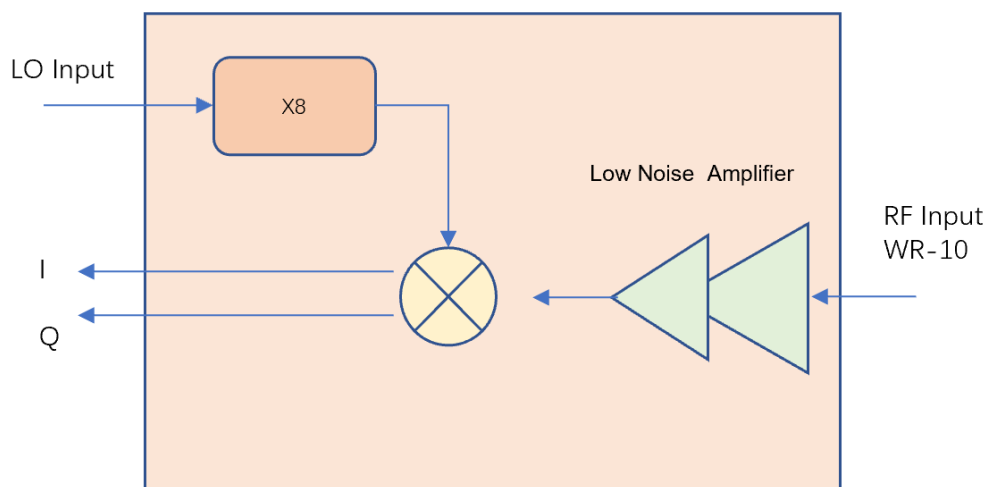 LO Input
X8
Low Noise Amplifier
RF Input
WR-10
I
Q